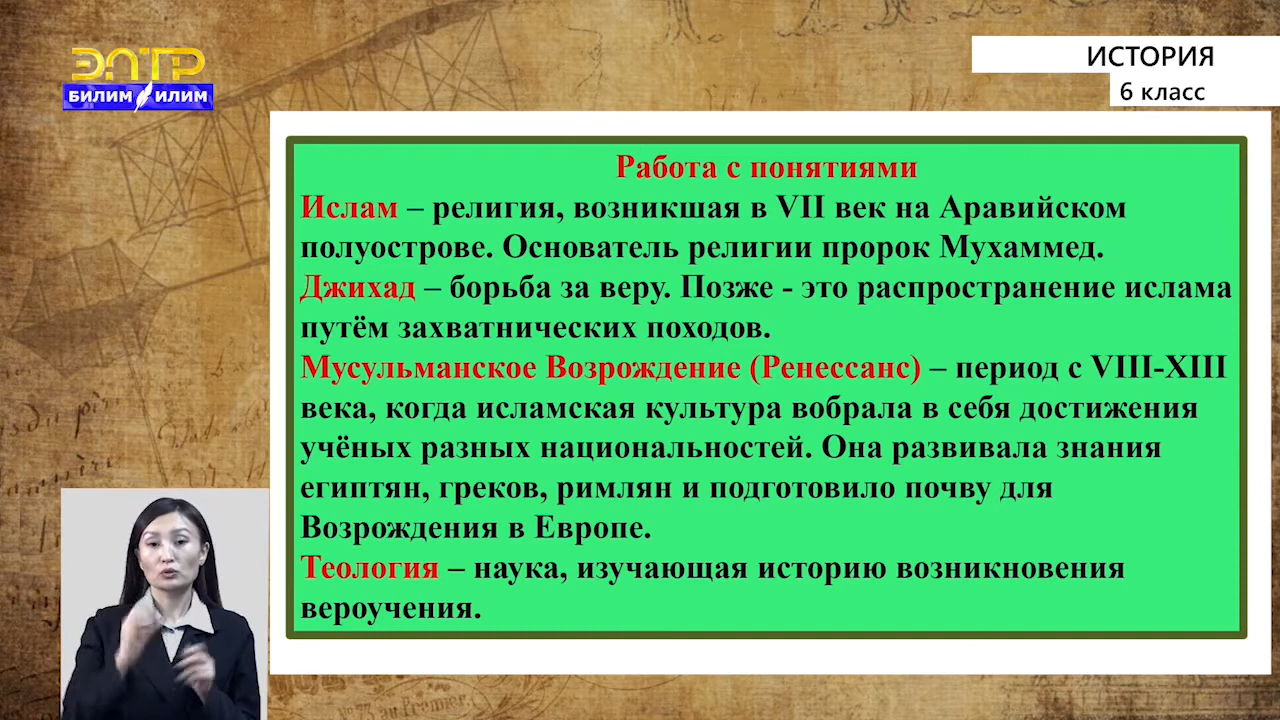 ЭЛТР
БИЛИМ ИЛИМ
ИСТОРИЯ
6 класс
Работа с понятиями
Ислам – религия, возникшая в VII век на Аравийском
полуострове. Основатель религии пророк Мухаммед.
Джихад – борьба за веру. Позже - это распространение ислама
путём захватнических походов.
Мусульманское Возрождение (Ренессанс) – период с VIII-XIII
века, когда исламская культура вобрала в себя достижения
учёных разных национальностей. Она развивала знания
египтян, греков, римлян и подготовило почву для
Возрождения в Европе.
Теология – наука, изучающая историю возникновения
вероучения.